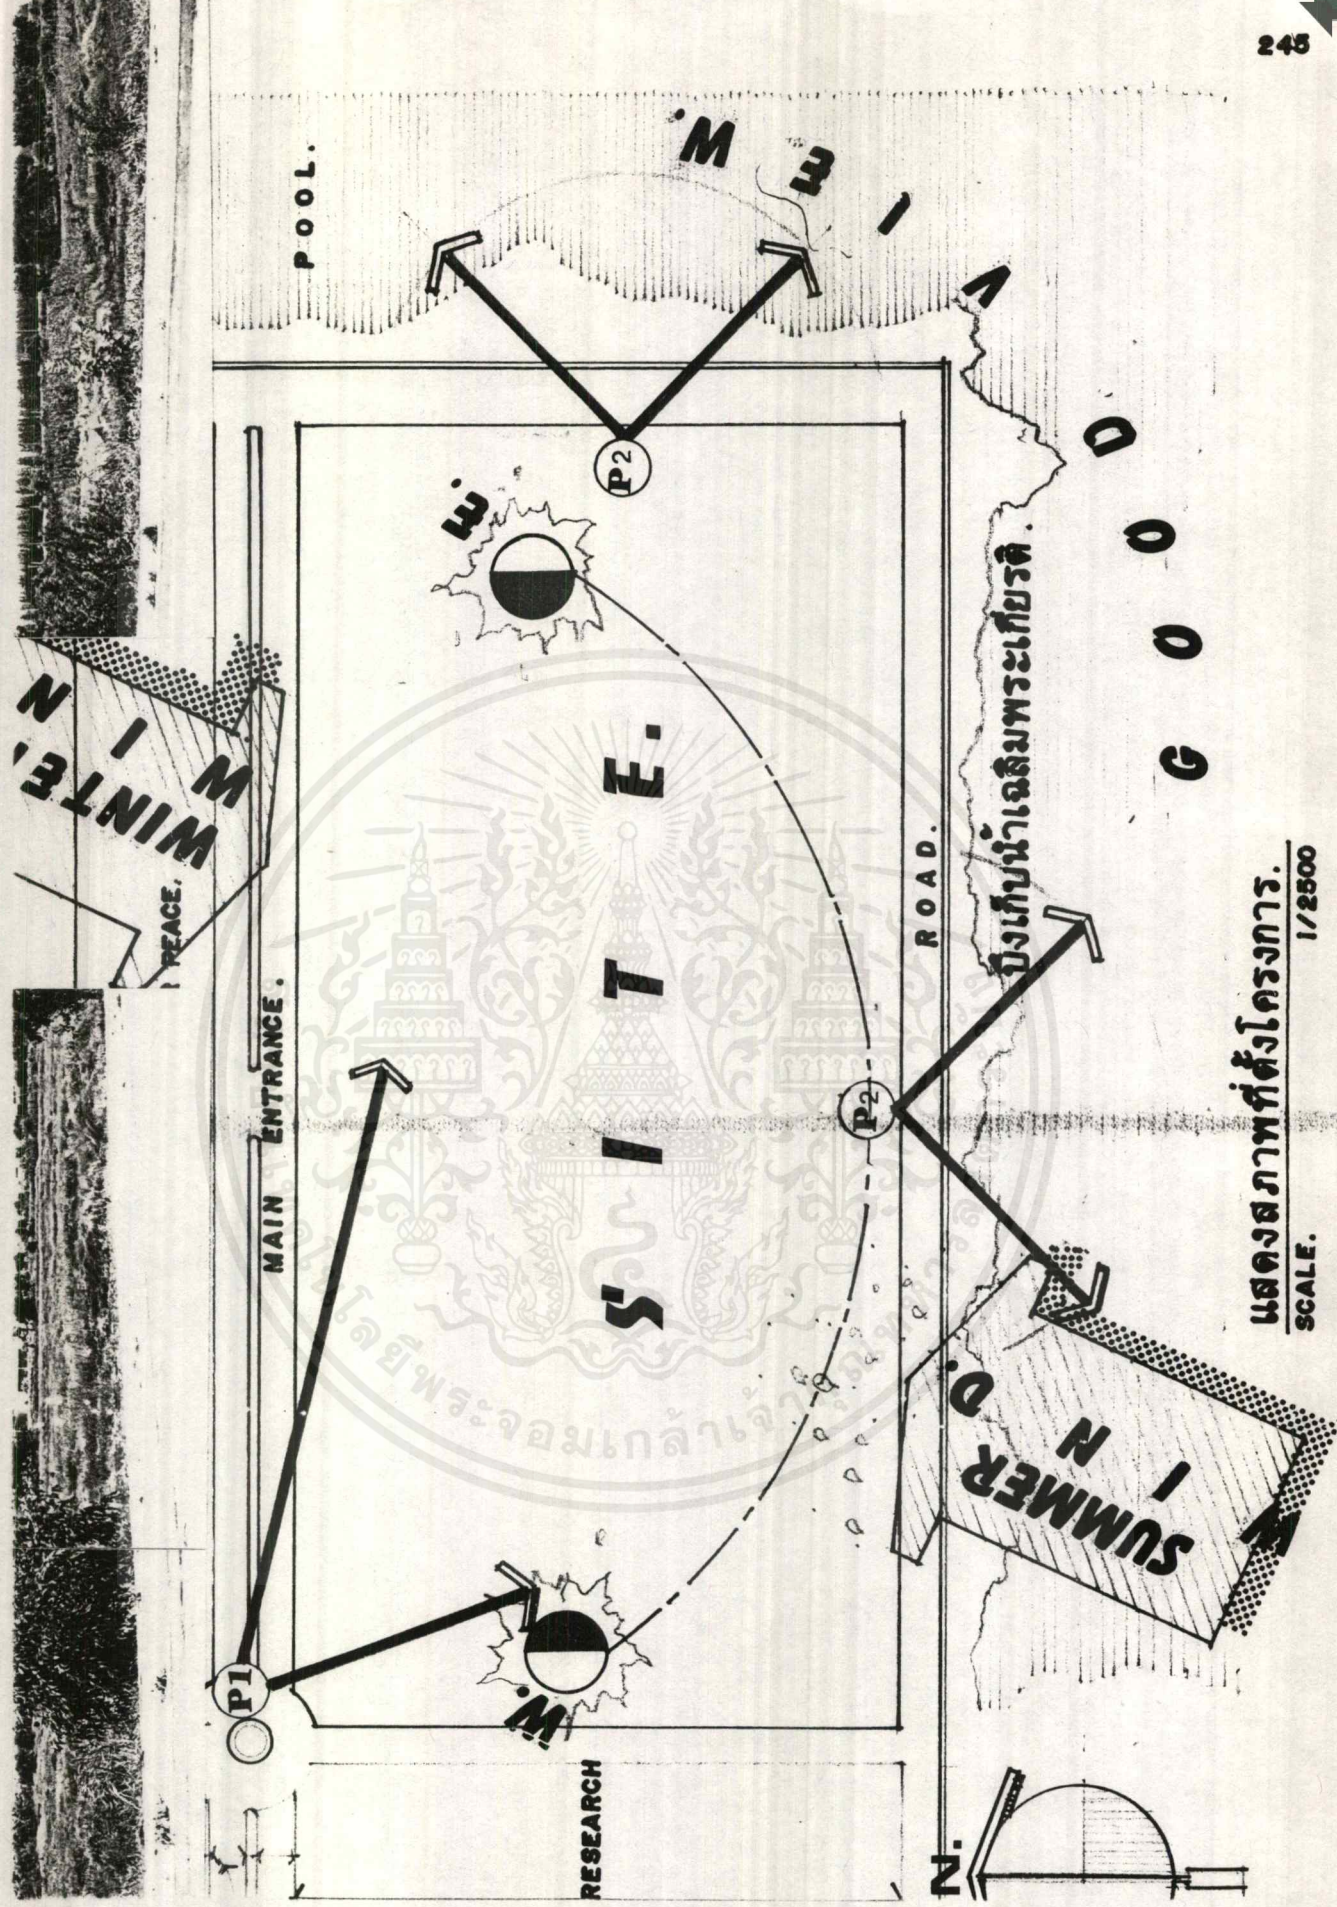 245
POOL.
VIEW.
GOOD
P2
E.
WINTE
WIN
REACE.
MAIN ENTRANCE.
SITE.
ROAD.
บึงเก็บน้ำเฉลิมพระเกียรติ.
P2
P1
W.
SUMMER
WIND.
RESEARCH
N.
แสดงสภาพที่ตั้งโครงการ.
SCALE. 1/2500